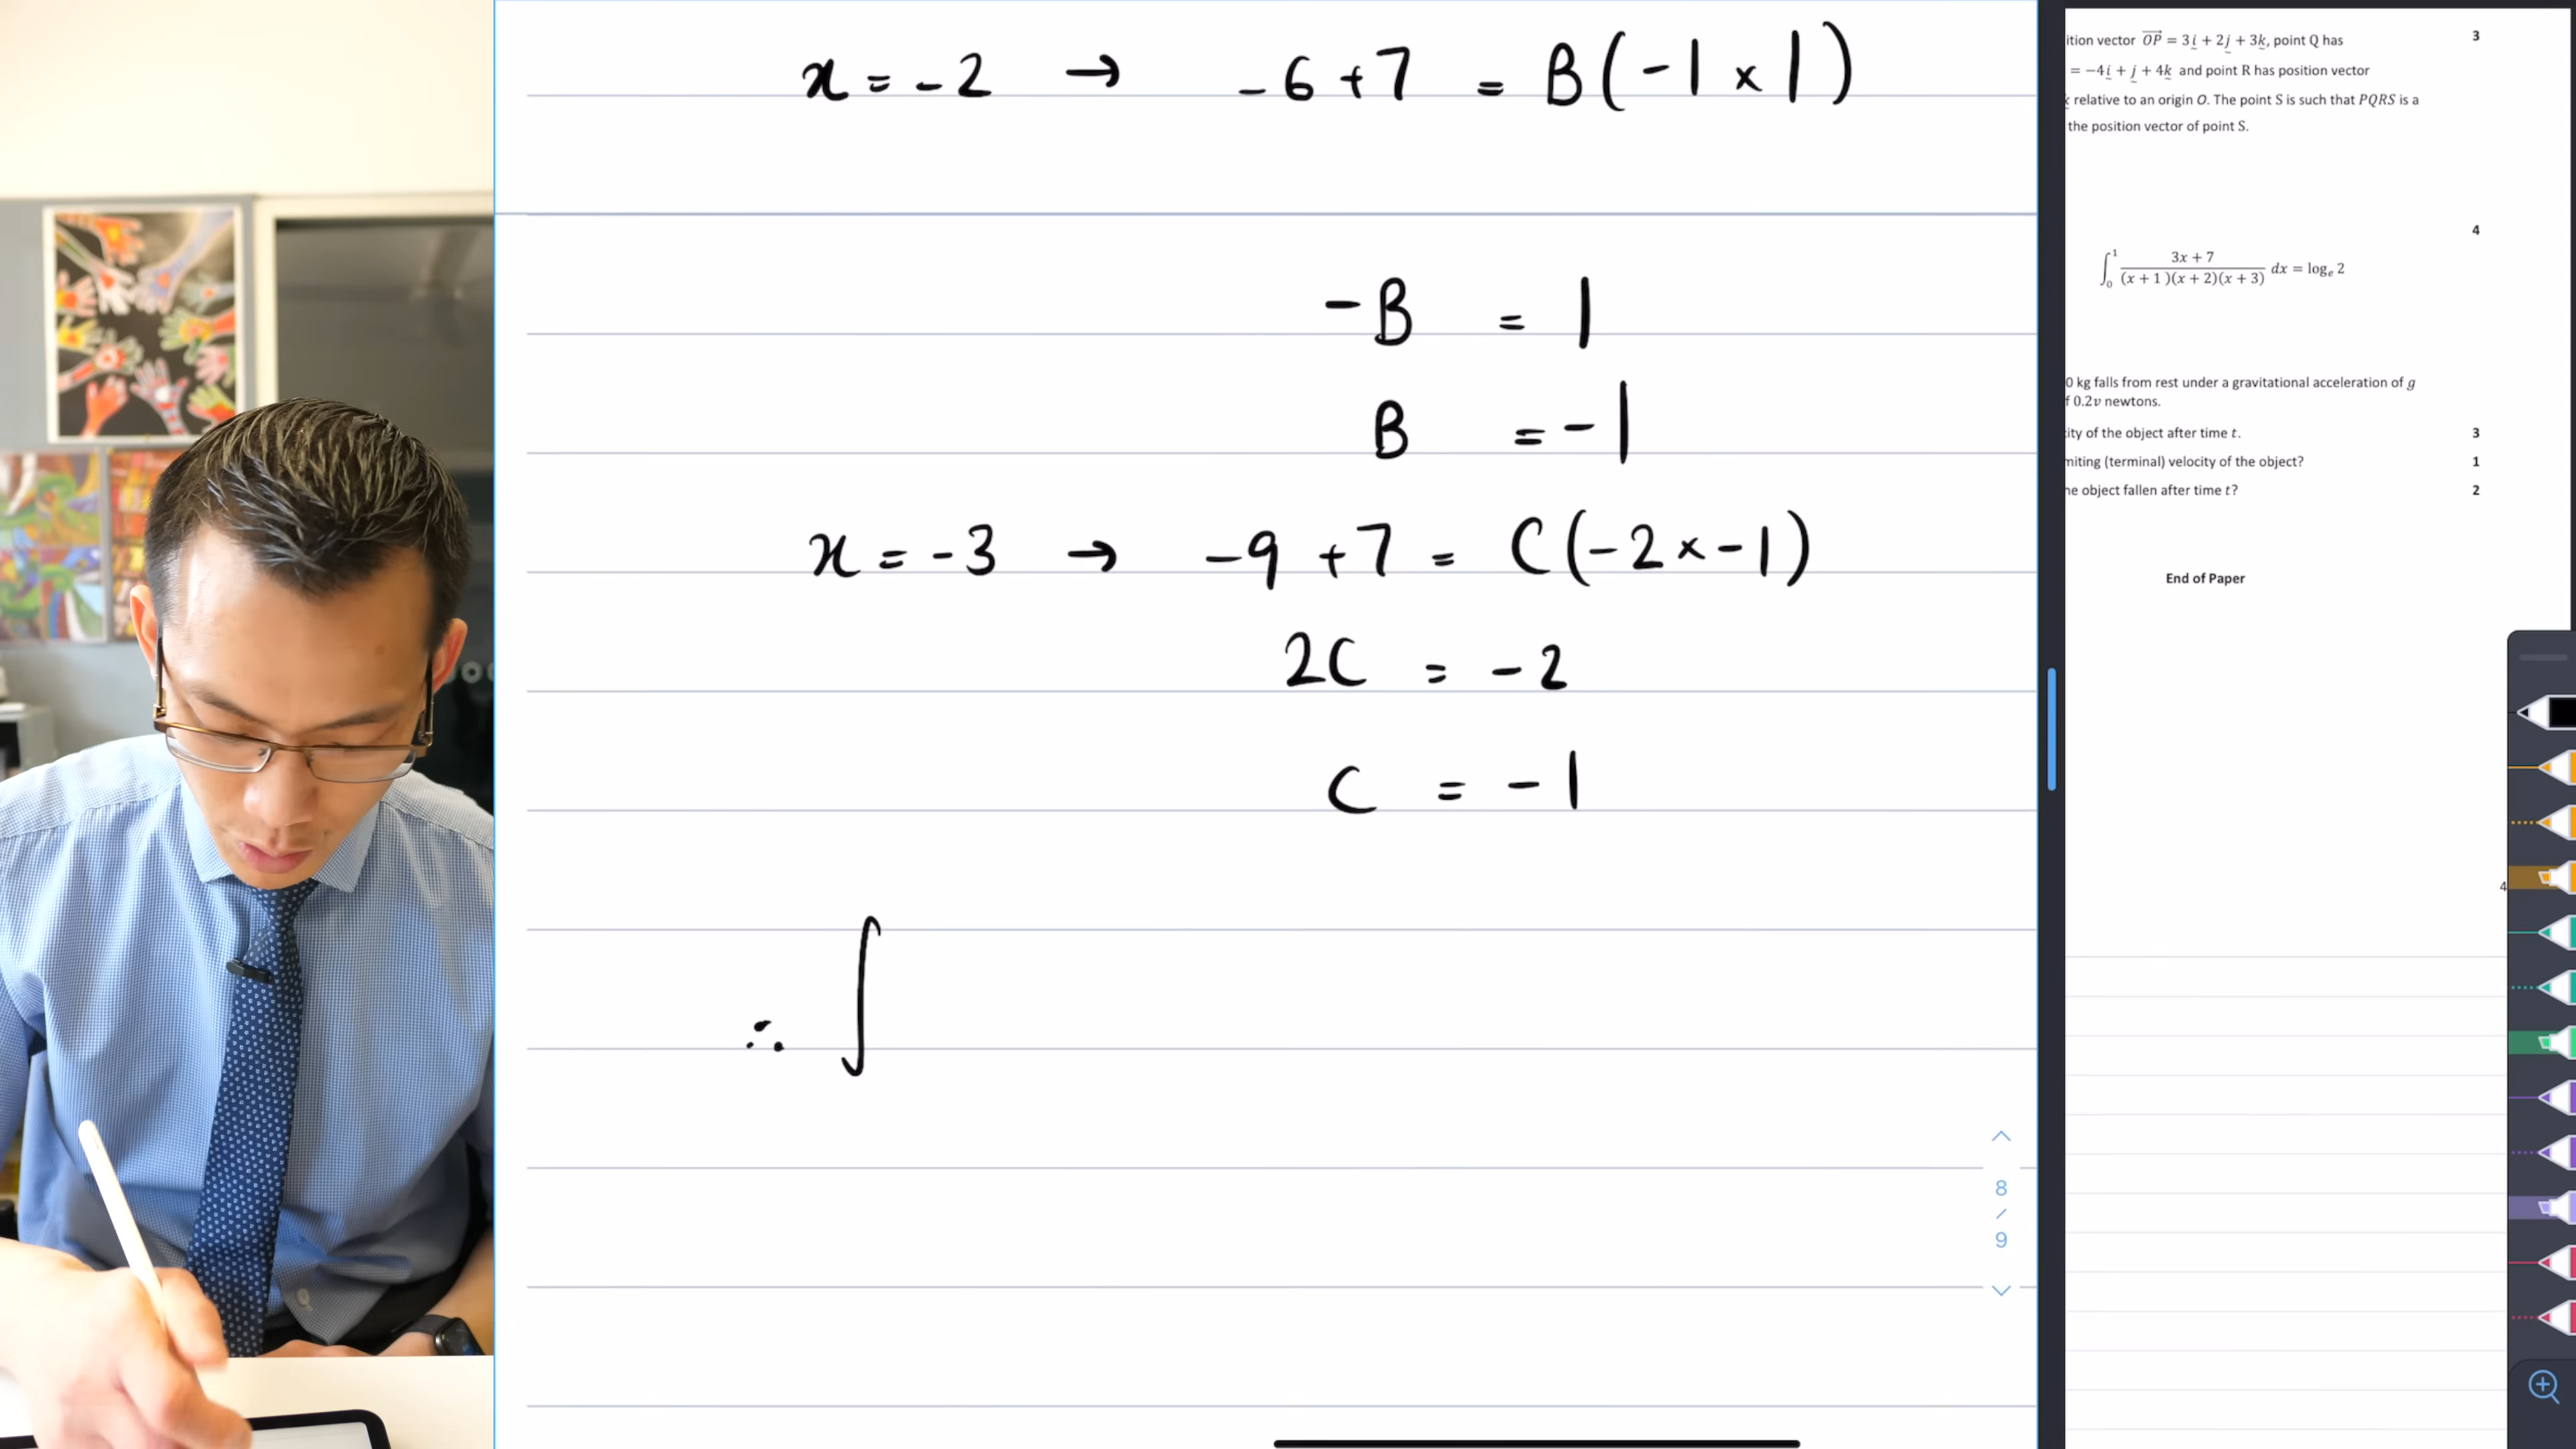 x = -2 → -6 + 7 = B(-1 × 1)
-B = 1
B = -1
x = -3 → -9 + 7 = C(-2 × -1)
2C = -2
C = -1
∴ ∫
8
/
9
ition vector \overrightarrow{OP} = 3i + 2j + 3k, point Q has 3
= −4i + j + 4k and point R has position vector
relative to an origin O. The point S is such that PQRS is a
the position vector of point S.
4
∫₀¹ (3x + 7)/((x + 1)(x + 2)(x + 3)) dx = logₑ 2
0 kg falls from rest under a gravitational acceleration of g
f 0.2v newtons.
ity of the object after time t. 3
miting (terminal) velocity of the object? 1
he object fallen after time t? 2
End of Paper
4